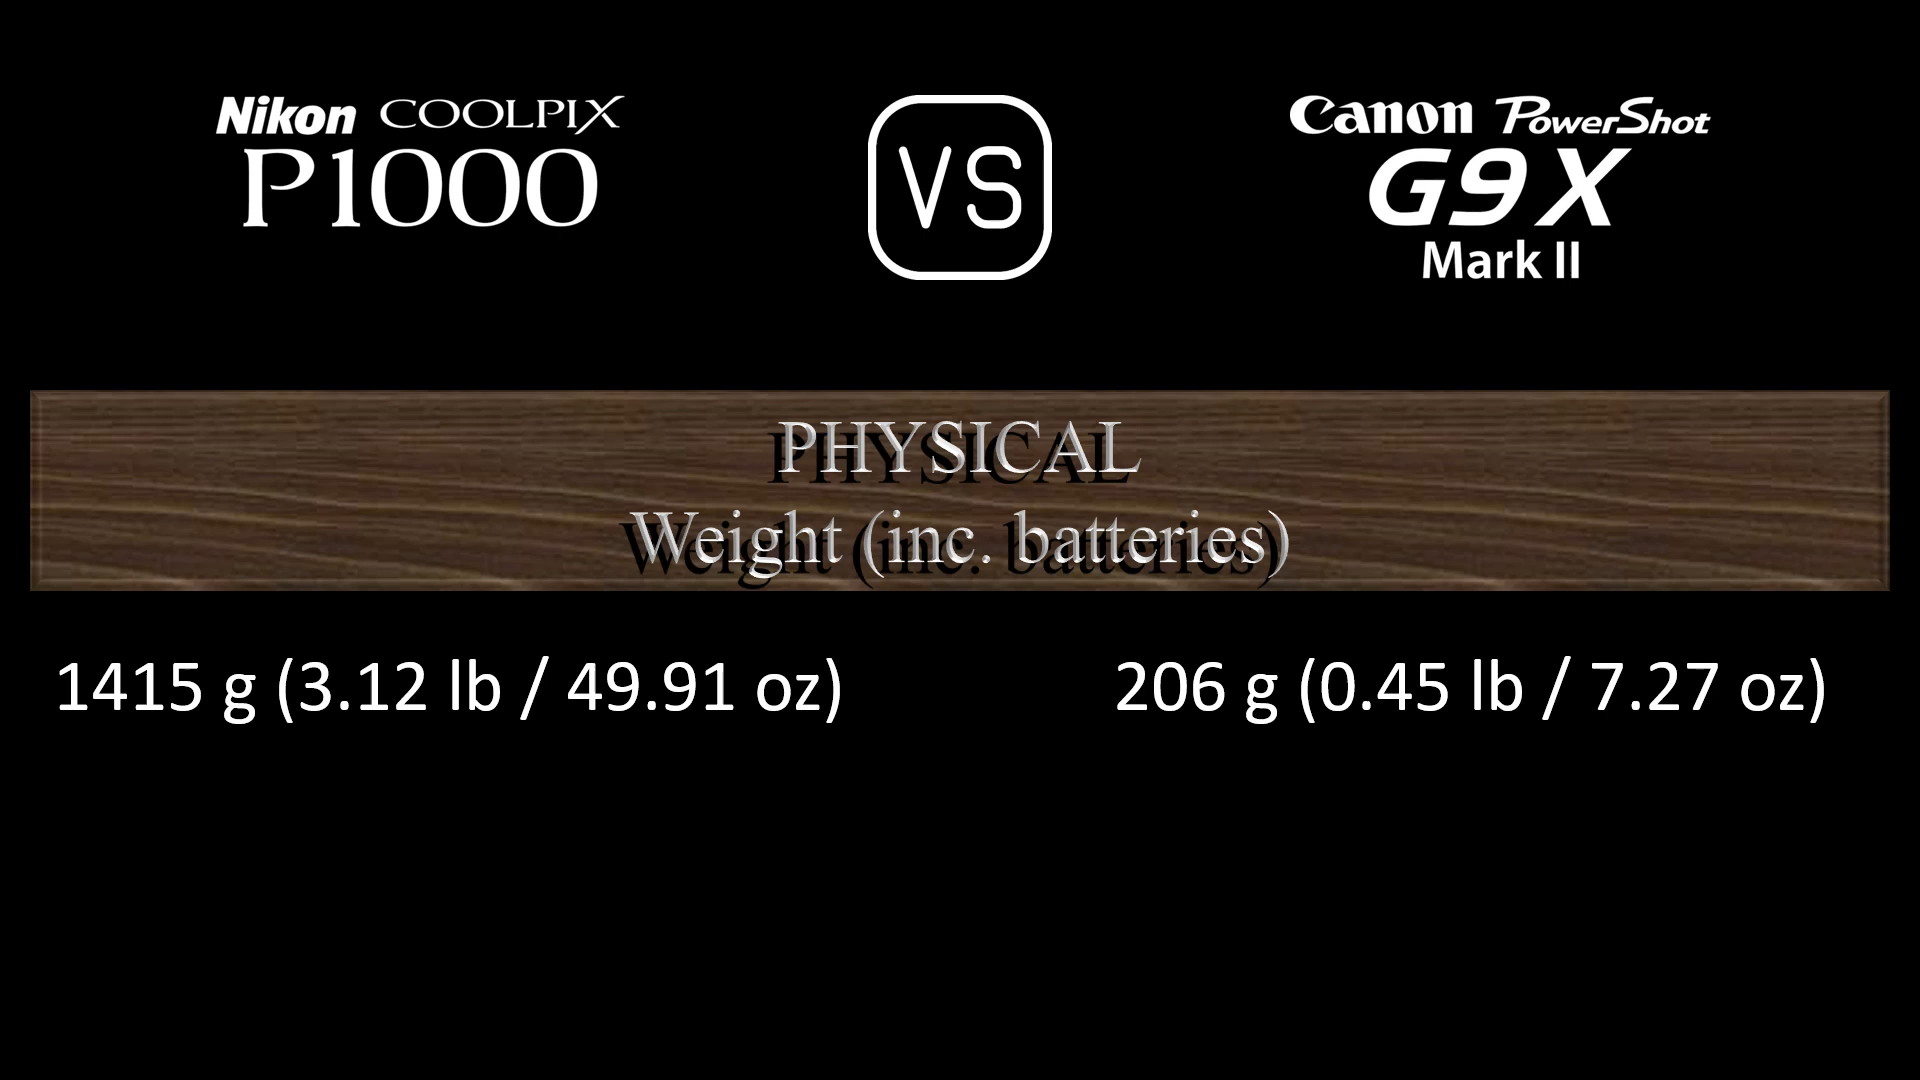 Nikon COOLPIX
P1000
VS
Canon PowerShot
G9 X
Mark II
PHYSICAL
Weight (inc. batteries)
1415 g (3.12 lb / 49.91 oz)
206 g (0.45 lb / 7.27 oz)